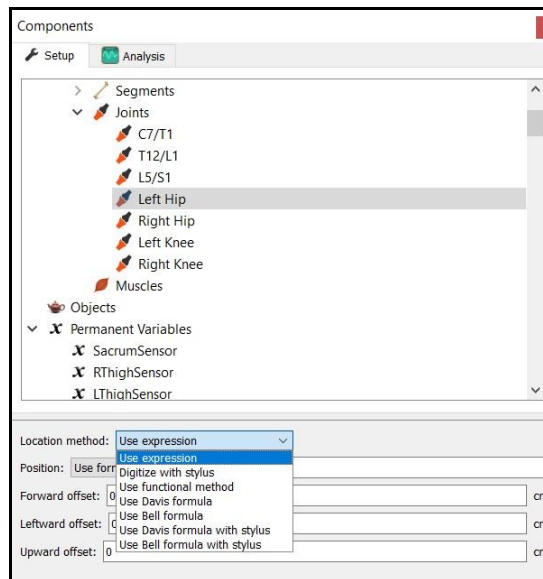 Components
Setup Analysis
Segments
Joints
C7/T1
T12/L1
L5/S1
Left Hip
Right Hip
Left Knee
Right Knee
Muscles
Objects
x Permanent Variables
x SacrumSensor
x RThighSensor
x LThighSensor
Location method: Use expression
Use expression
Position: Use
Digitize with stylus
Use functional method
Forward offset: 0
Use Davis formula
Use Bell formula
Leftward offset:
Use Davis formula with stylus
Upward offset: 0
Use Bell formula with stylus